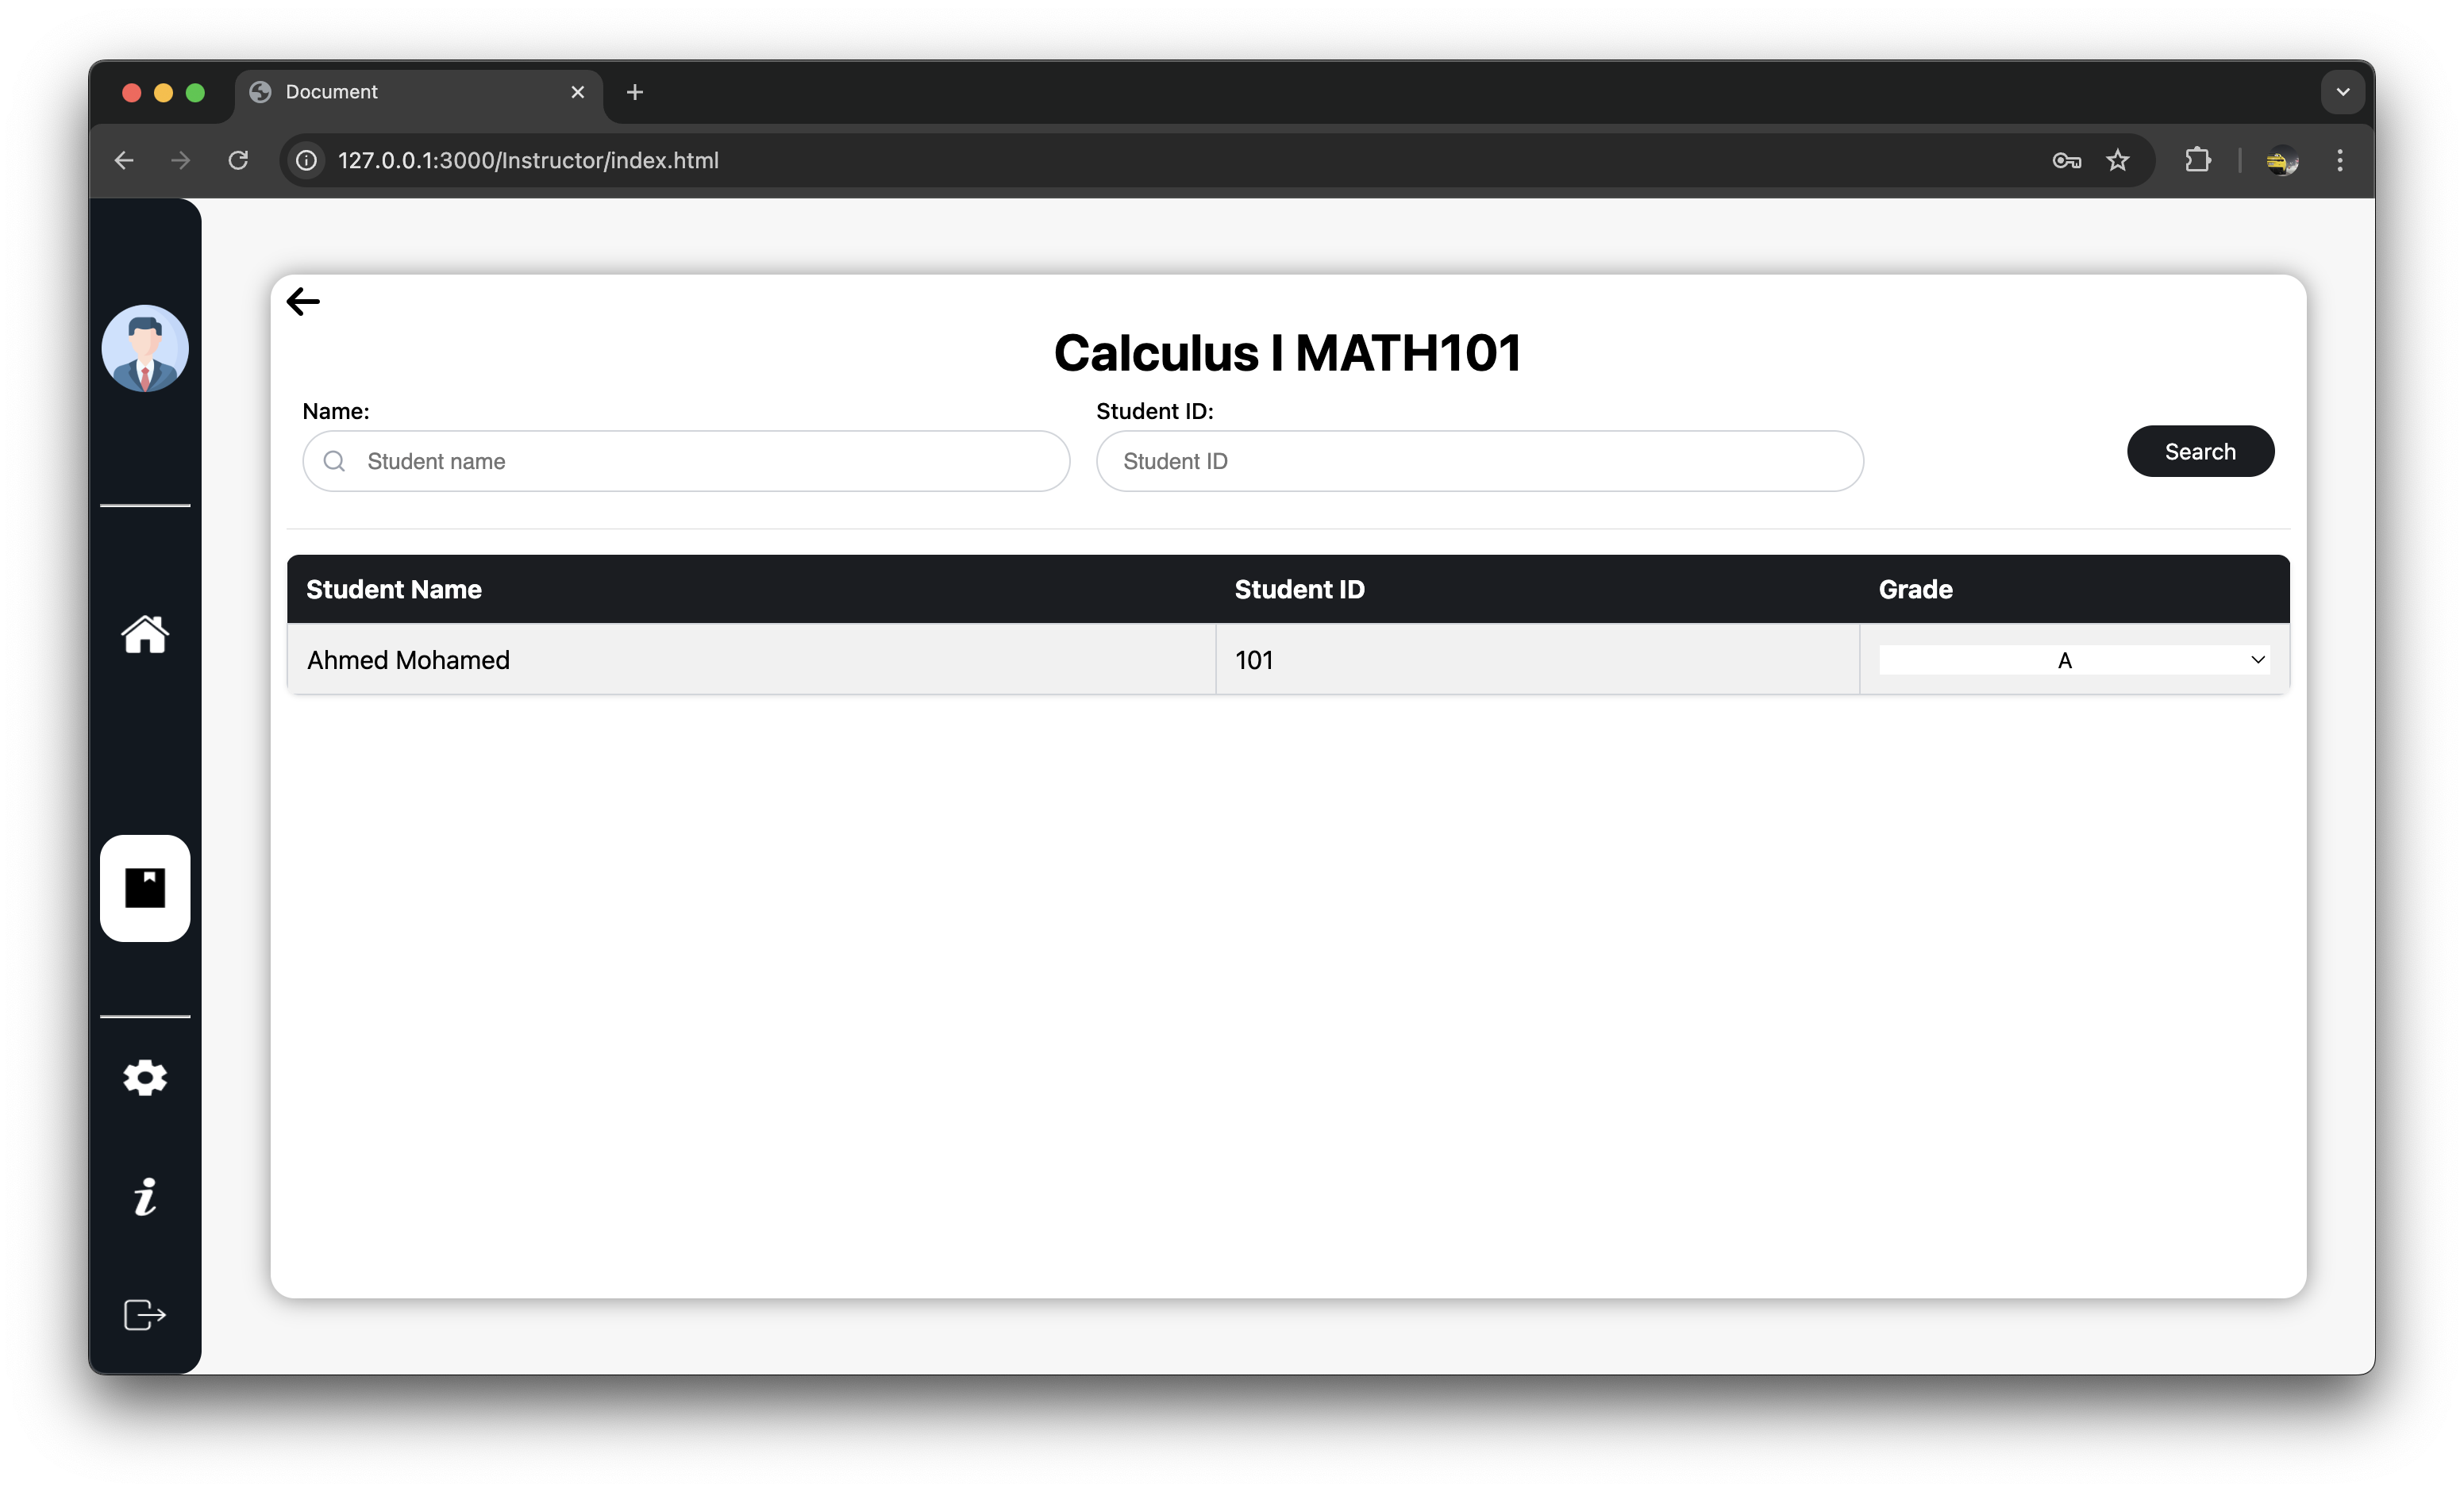 Document
127.0.0.1:3000/Instructor/index.html
Calculus I MATH101
Name:
Student ID:
Student name
Student ID
Search
Student Name Student ID Grade
Ahmed Mohamed 101 A